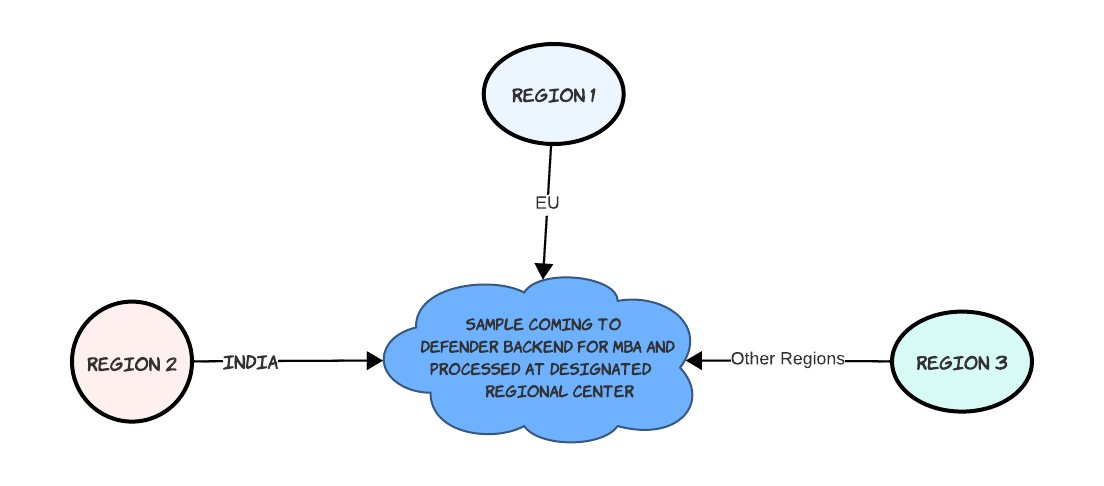 REGION 1
EU
SAMPLE COMING TO
DEFENDER BACKEND FOR MBA AND
PROCESSED AT DESIGNATED
REGIONAL CENTER
REGION 2
INDIA
Other Regions
REGION 3